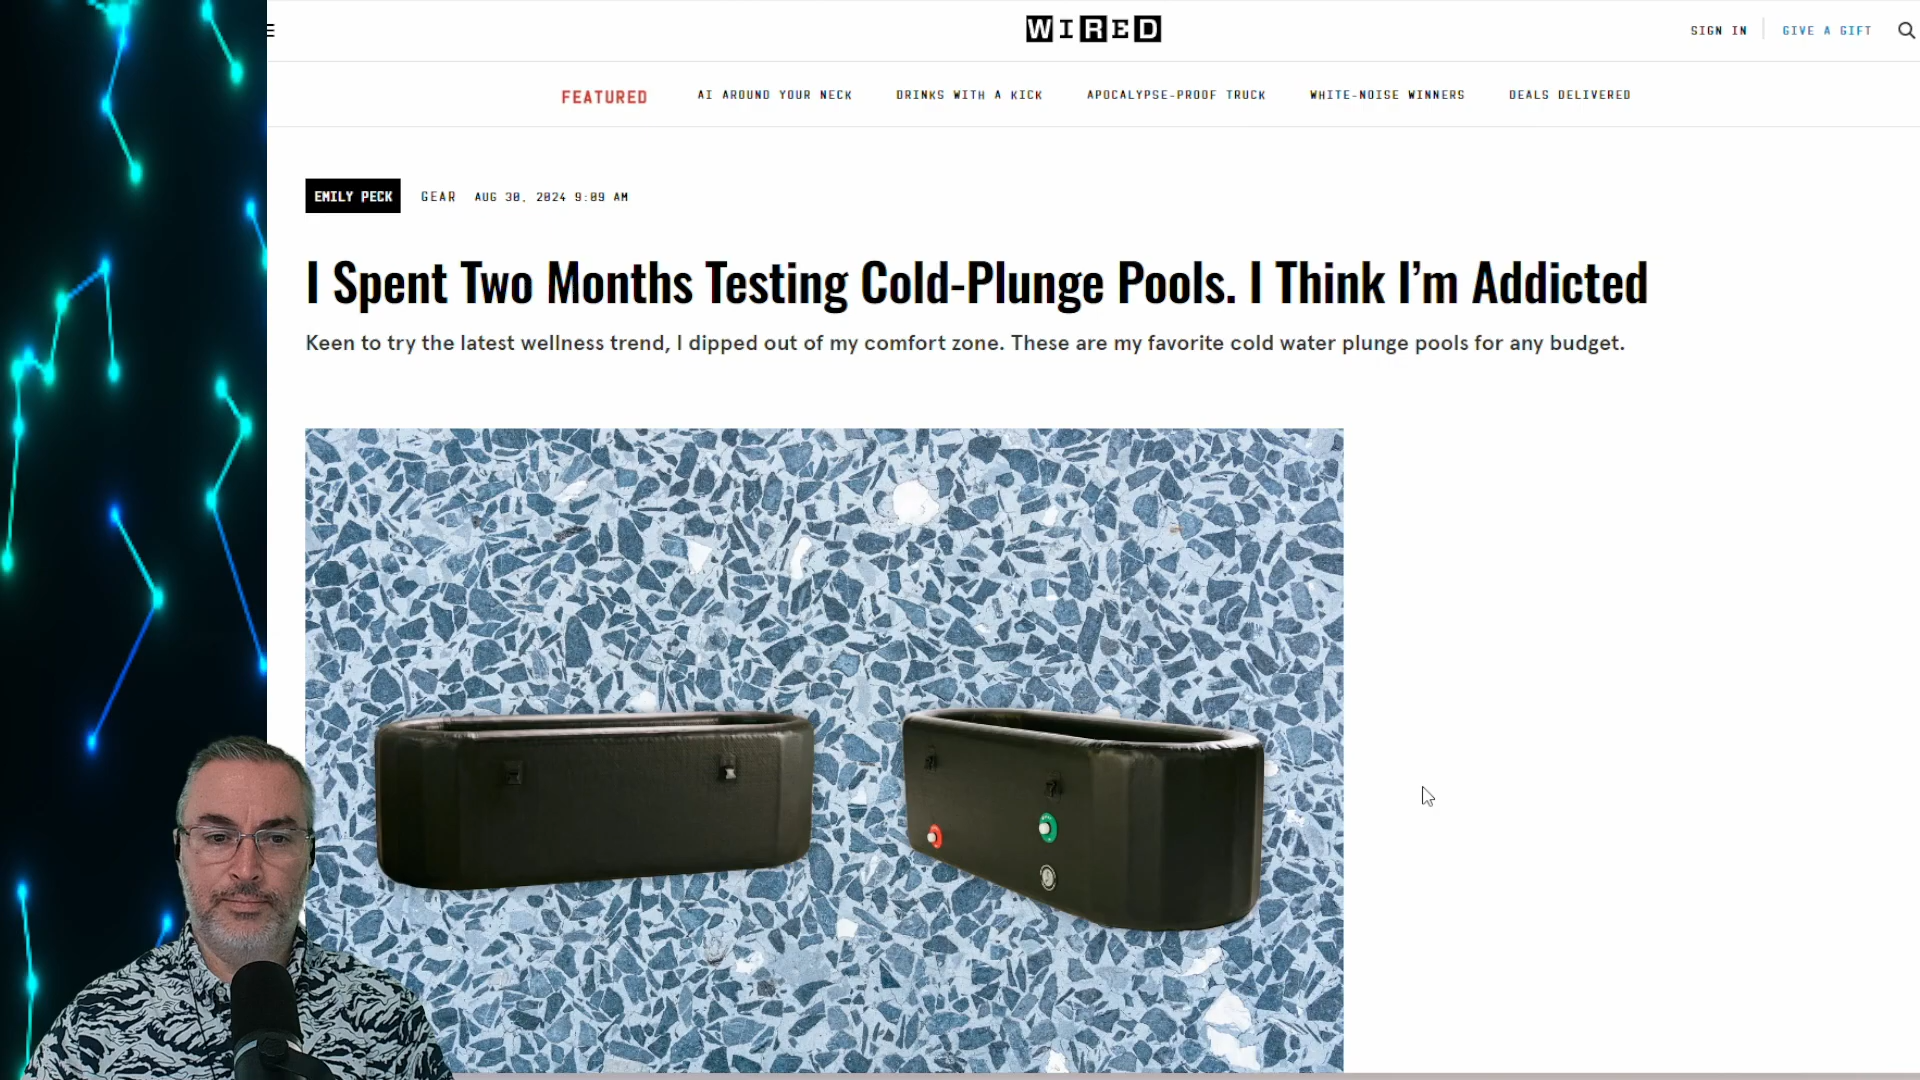 WIRED
SIGN IN
GIVE A GIFT
FEATURED
AI AROUND YOUR NECK
DRINKS WITH A KICK
APOCALYPSE-PROOF TRUCK
WHITE-NOISE WINNERS
DEALS DELIVERED
EMILY PECK
GEAR
AUG 30, 2024 9:09 AM
I Spent Two Months Testing Cold-Plunge Pools. I Think I’m Addicted
Keen to try the latest wellness trend, I dipped out of my comfort zone. These are my favorite cold water plunge pools for any budget.